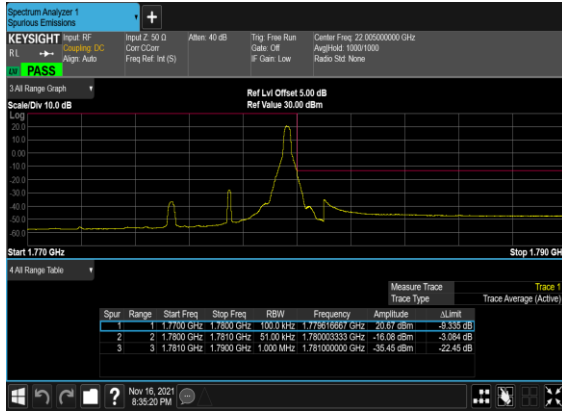 Spectrum Analyzer 1
Spurious Emissions
+
KEYSIGHT Input: RF Input Z: 50 Ω Atten: 40 dB Trig: Free Run Center Freq: 22.005000000 GHz
RL Coupling: DC Corr CCorr Gate: Off Avg|Hold: 1000/1000
Align: Auto Freq Ref: Int (S) IF Gain: Low Radio Std: None
PASS
3 All Range Graph
Ref Lvl Offset 5.00 dB
Scale/Div 10.0 dB Ref Value 30.00 dBm
Log
20.0
10.0
0.00
-10.0
-20.0
-30.0
-40.0
-50.0
-60.0
Start 1.770 GHz Stop 1.790 GH
4 All Range Table
Measure Trace Trace 1
Trace Type Trace Average (Active)
Spur Range Start Freq Stop Freq RBW Frequency Amplitude ΔLimit
1 1 1.7700 GHz 1.7800 GHz 100.0 kHz 1.779616667 GHz 20.67 dBm -9.335 dB
2 2 1.7800 GHz 1.7810 GHz 51.00 kHz 1.780003333 GHz -16.08 dBm -3.084 dB
3 3 1.7810 GHz 1.7900 GHz 1.000 MHz 1.781000000 GHz -35.45 dBm -22.45 dB
? Nov 16, 2021
8:35:20 PM